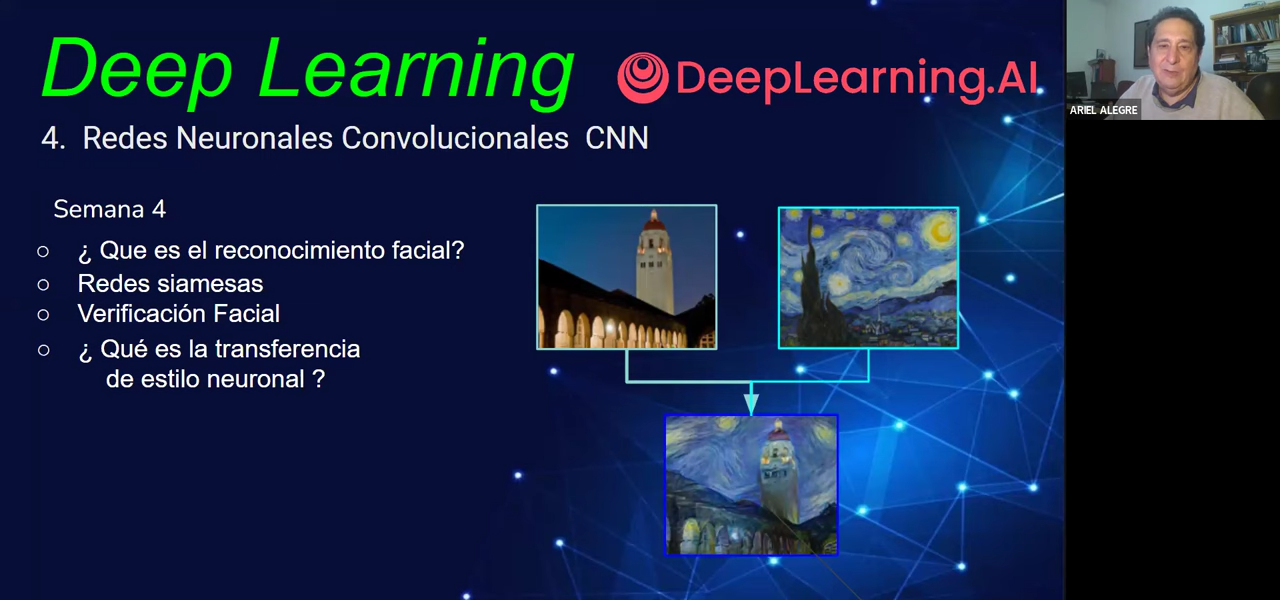 Deep Learning
DeepLearning.AI
4. Redes Neuronales Convolucionales CNN
Semana 4
¿ Que es el reconocimiento facial?
Redes siamesas
Verificación Facial
¿ Qué es la transferencia
de estilo neuronal ?
ARIEL ALEGRE